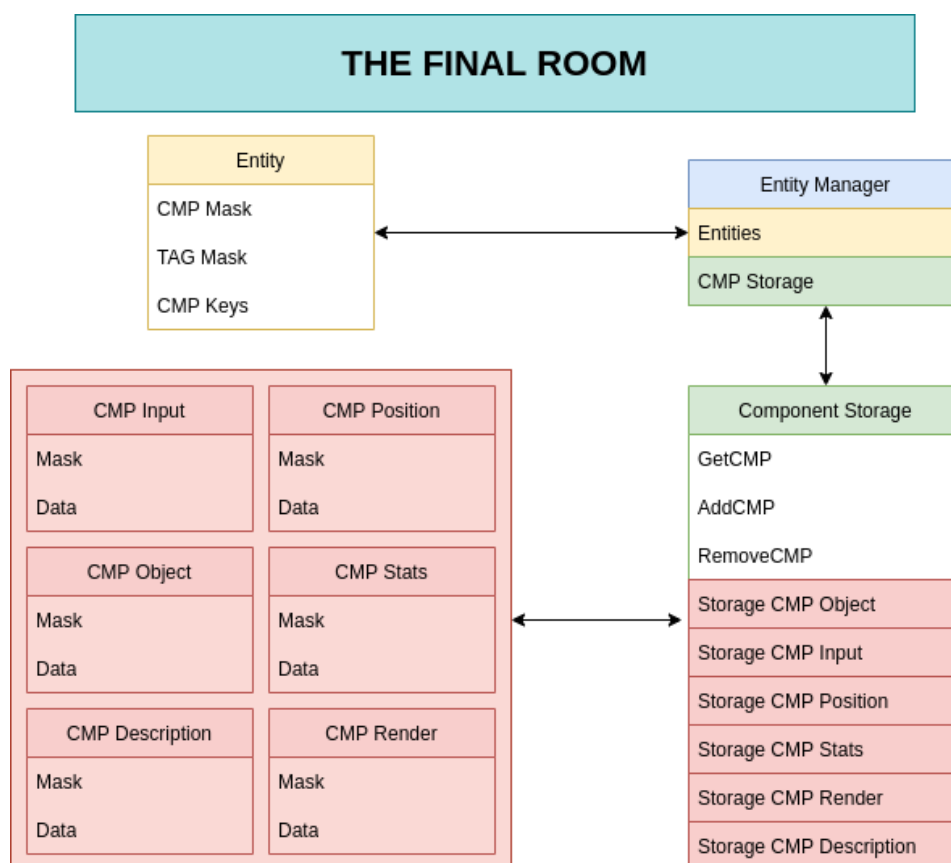 THE FINAL ROOM
Entity
CMP Mask
TAG Mask
CMP Keys
Entity Manager
Entities
CMP Storage
CMP Input
Mask
Data
CMP Position
Mask
Data
CMP Object
Mask
Data
CMP Stats
Mask
Data
CMP Description
Mask
Data
CMP Render
Mask
Data
Component Storage
GetCMP
AddCMP
RemoveCMP
Storage CMP Object
Storage CMP Input
Storage CMP Position
Storage CMP Stats
Storage CMP Render
Storage CMP Description